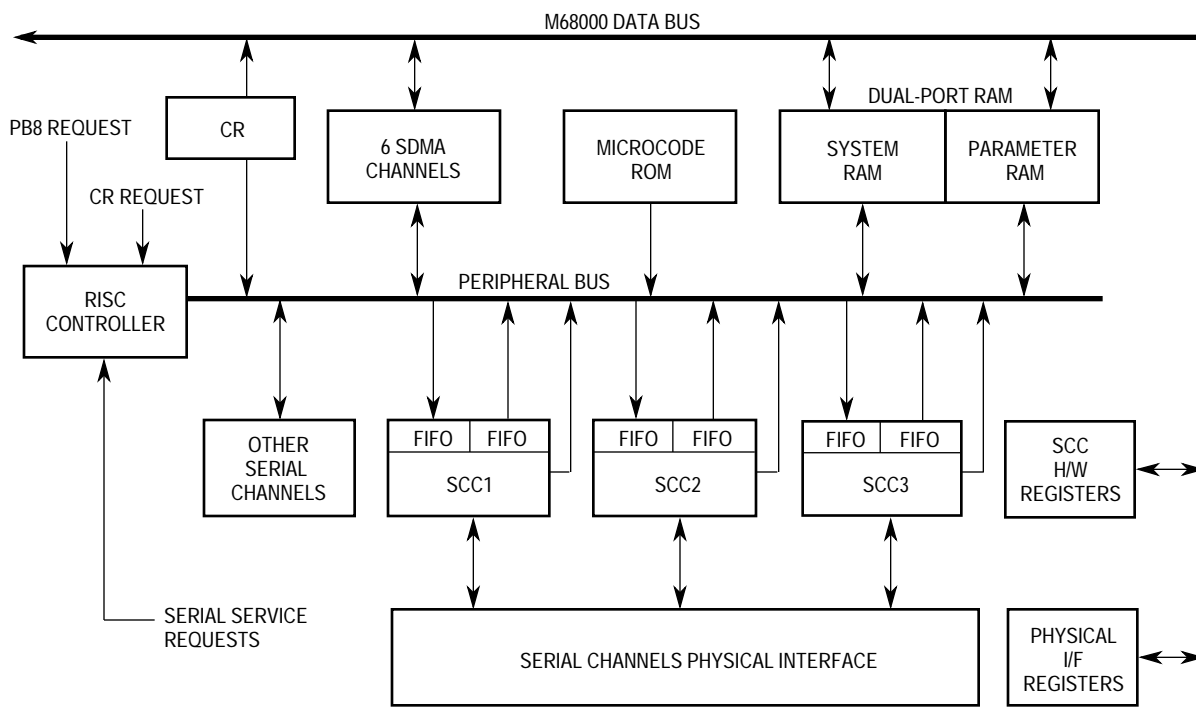 M68000 DATA BUS
DUAL-PORT RAM
PB8 REQUEST
CR
6 SDMA
CHANNELS
MICROCODE
ROM
SYSTEM
RAM
PARAMETER
RAM
CR REQUEST
RISC
CONTROLLER
PERIPHERAL BUS
OTHER
SERIAL
CHANNELS
FIFO
FIFO
SCC1
FIFO
FIFO
SCC2
FIFO
FIFO
SCC3
SCC
H/W
REGISTERS
SERIAL SERVICE
REQUESTS
SERIAL CHANNELS PHYSICAL INTERFACE
PHYSICAL
I/F
REGISTERS